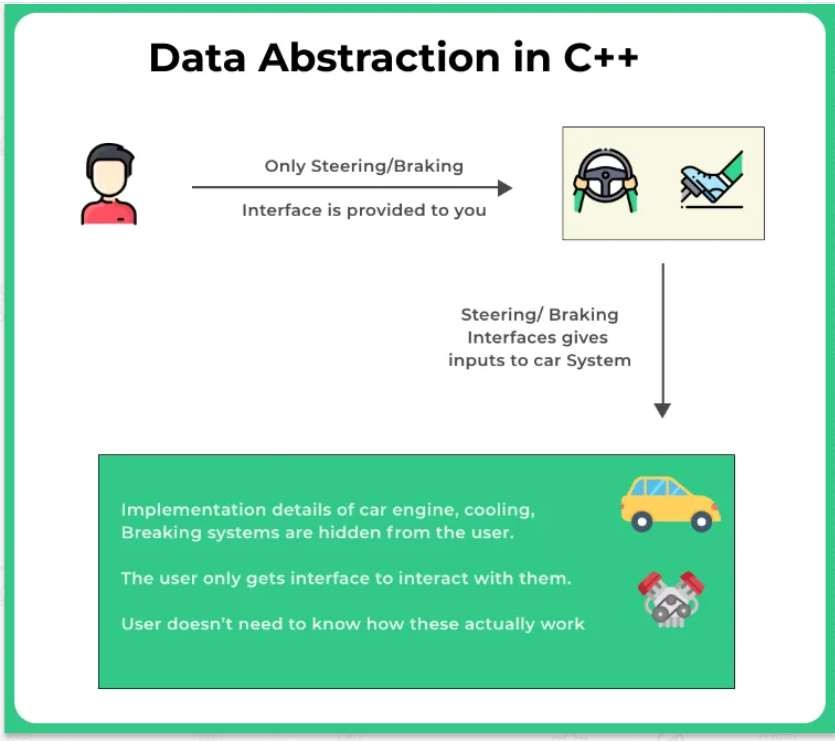 Data Abstraction in C++
Only Steering/Braking
Interface is provided to you
Steering/ Braking
Interfaces gives
inputs to car System
Implementation details of car engine, cooling,
Breaking systems are hidden from the user.
The user only gets interface to interact with them.
User doesn't need to know how these actually work